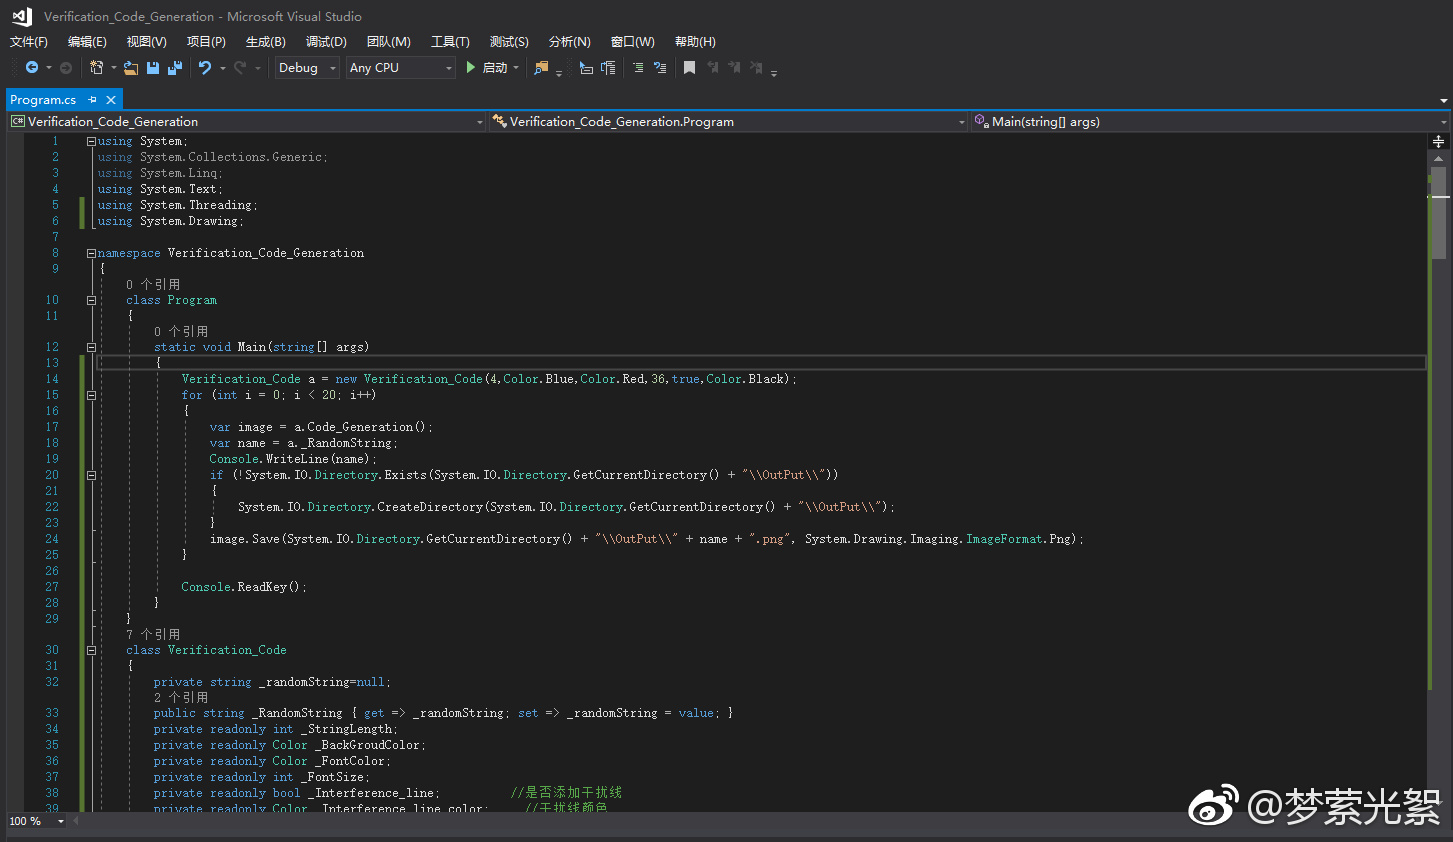 Verification_Code_Generation - Microsoft Visual Studio
文件(F) 编辑(E) 视图(V) 项目(P) 生成(B) 调试(D) 团队(M) 工具(T) 测试(S) 分析(N) 窗口(W) 帮助(H)
Debug Any CPU 启动
Program.cs
Verification_Code_Generation Verification_Code_Generation.Program Main(string[] args)
1 using System;
2 using System.Collections.Generic;
3 using System.Linq;
4 using System.Text;
5 using System.Threading;
6 using System.Drawing;
7
8 namespace Verification_Code_Generation
9 {
0 个引用
10 class Program
11 {
0 个引用
12 static void Main(string[] args)
13 {
14 Verification_Code a = new Verification_Code(4,Color.Blue,Color.Red,36,true,Color.Black);
15 for (int i = 0; i < 20; i++)
16 {
17 var image = a.Code_Generation();
18 var name = a._RandomString;
19 Console.WriteLine(name);
20 if (!System.IO.Directory.Exists(System.IO.Directory.GetCurrentDirectory() + "\\OutPut\\"))
21 {
22 System.IO.Directory.CreateDirectory(System.IO.Directory.GetCurrentDirectory() + "\\OutPut\\");
23 }
24 image.Save(System.IO.Directory.GetCurrentDirectory() + "\\OutPut\\" + name + ".png", System.Drawing.Imaging.ImageFormat.Png);
25 }
26
27 Console.ReadKey();
28 }
29 }
7 个引用
30 class Verification_Code
31 {
32 private string _randomString=null;
2 个引用
33 public string _RandomString { get => _randomString; set => _randomString = value; }
34 private readonly int _StringLength;
35 private readonly Color _BackGroudColor;
36 private readonly Color _FontColor;
37 private readonly int _FontSize;
38 private readonly bool _Interference_line; //是否添加干扰线
39 private readonly Color _Interference_line_color; //干扰线颜色
100 %
@梦萦光絮